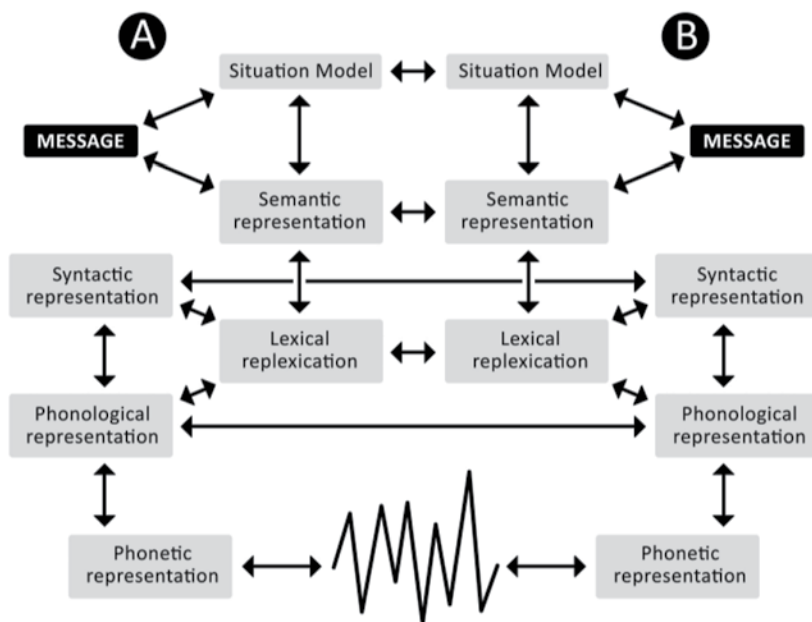 A
B
Situation Model
Situation Model
MESSAGE
MESSAGE
Semantic
representation
Semantic
representation
Syntactic
representation
Syntactic
representation
Lexical
replexication
Lexical
replexication
Phonological
representation
Phonological
representation
Phonetic
representation
Phonetic
representation